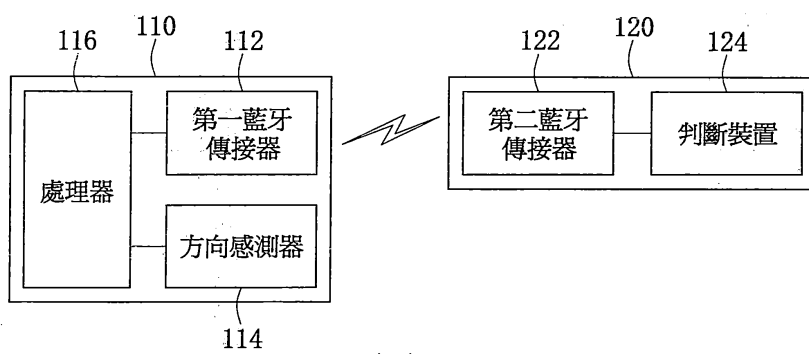 116
110
112
122
120
124
處理器
第一藍牙
傳接器
方向感測器
114
第二藍牙
傳接器
判斷裝置